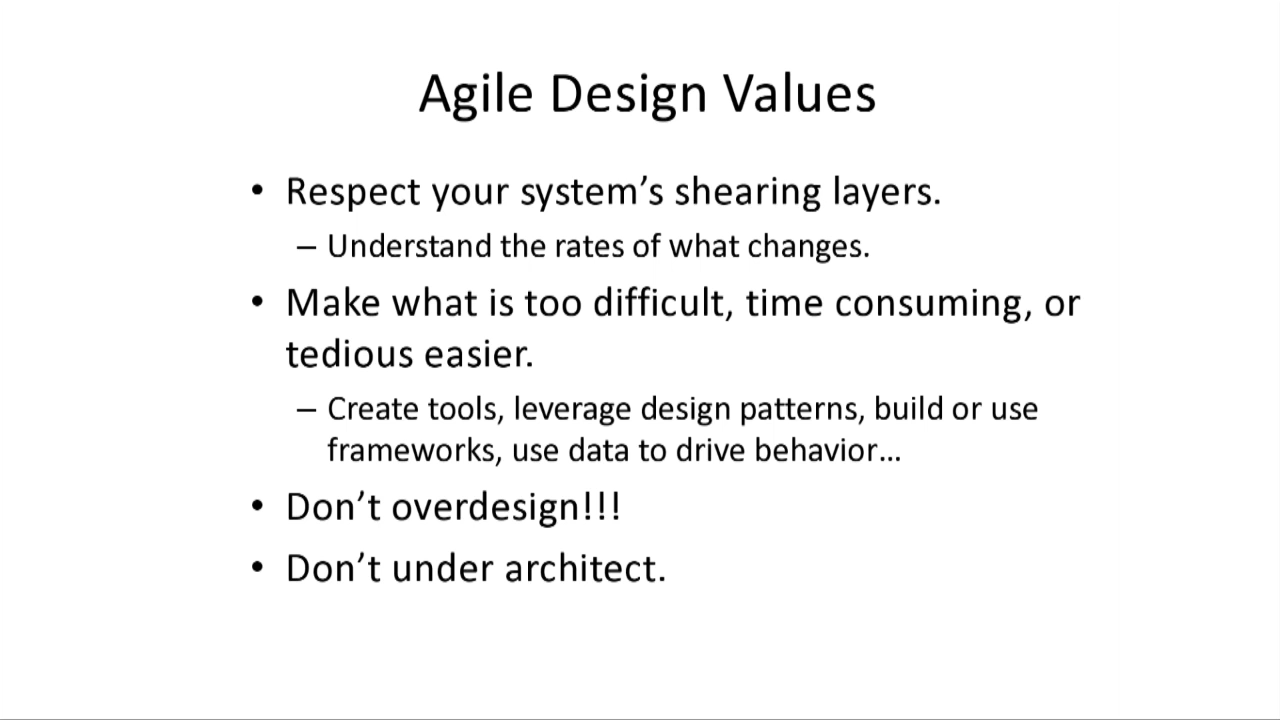 Agile Design Values
• Respect your system’s shearing layers.
– Understand the rates of what changes.
• Make what is too difficult, time consuming, or
tedious easier.
– Create tools, leverage design patterns, build or use
frameworks, use data to drive behavior…
• Don’t overdesign!!!
• Don’t under architect.